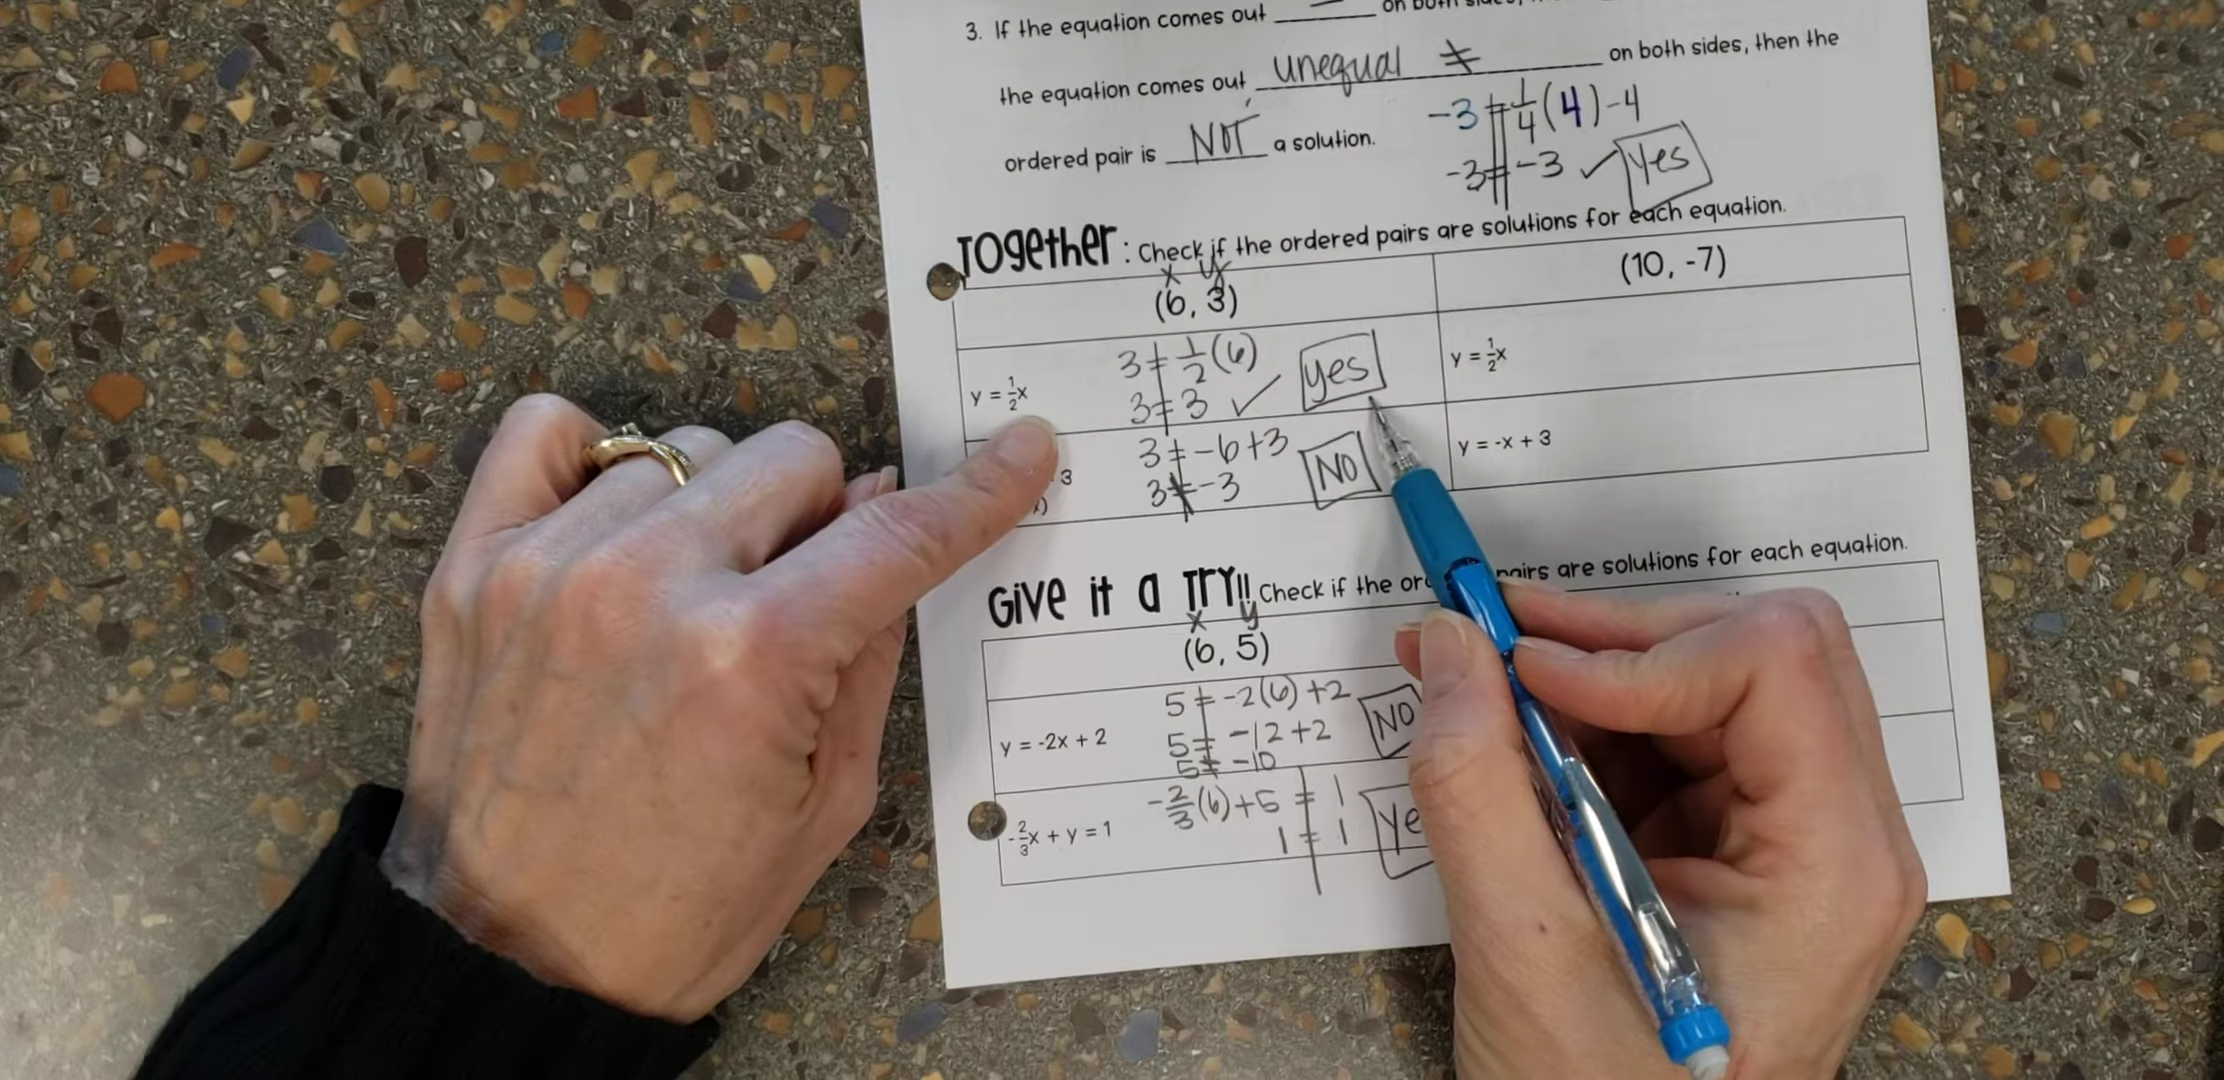 3. If the equation comes out ______ on both
the equation comes out, unequal ≠ on both sides, then the
ordered pair is NOT a solution.
-3 = 1/4 (4) - 4
-3 = -3 ✓ yes
Together: Check if the ordered pairs are solutions for each equation.
x y
(6, 3)
(10, -7)
y = 1/2x
3 = 1/2 (6)
3 = 3 ✓ yes
y = 1/2x
3
3 = -6+3
3 ≠ -3 NO
y = -x + 3
x)
Give it a TRY!! Check if the pairs are solutions for each equation.
x y
(6, 5)
y = -2x + 2
5 = -2(6) +2
5 = -12+2
5 ≠ -10
NO
-2/3x + y = 1
-2/3(6)+5 = 1
1 = 1